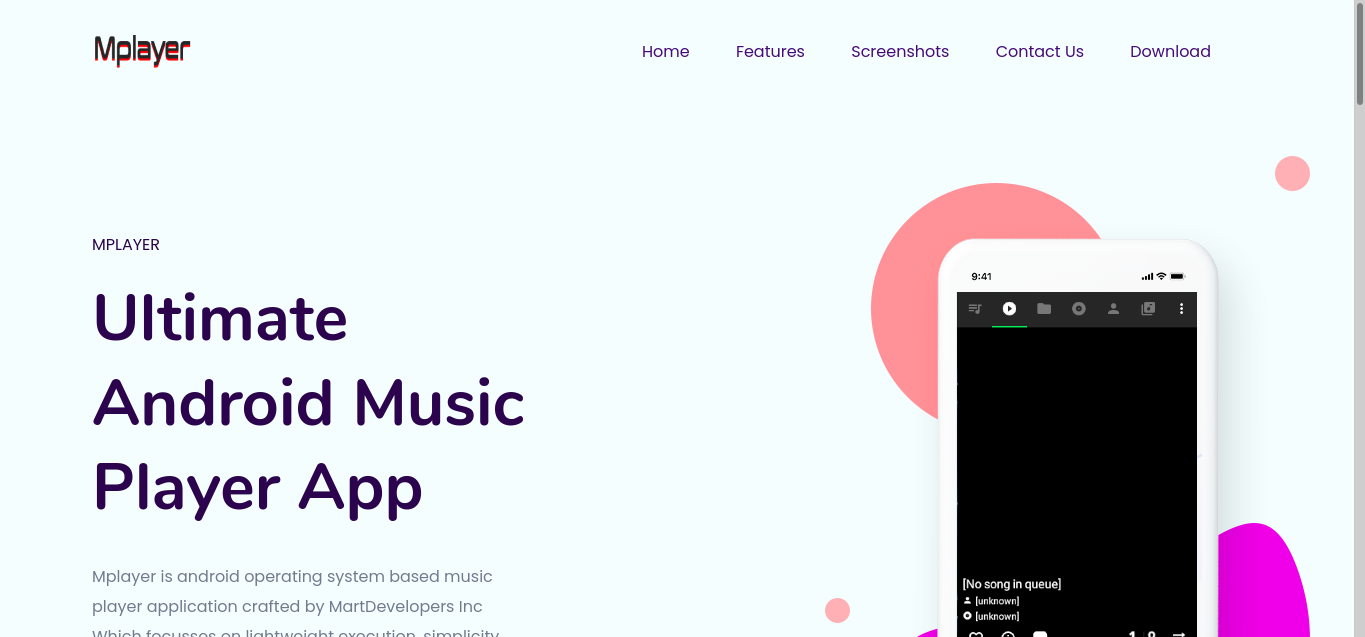 Mplayer
Home Features Screenshots Contact Us Download
MPLAYER
Ultimate
Android Music
Player App
Mplayer is android operating system based music
player application crafted by MartDevelopers Inc
Which focusses on lightweight execution, simplicity
9:41
[No song in queue]
[unknown]
[unknown]